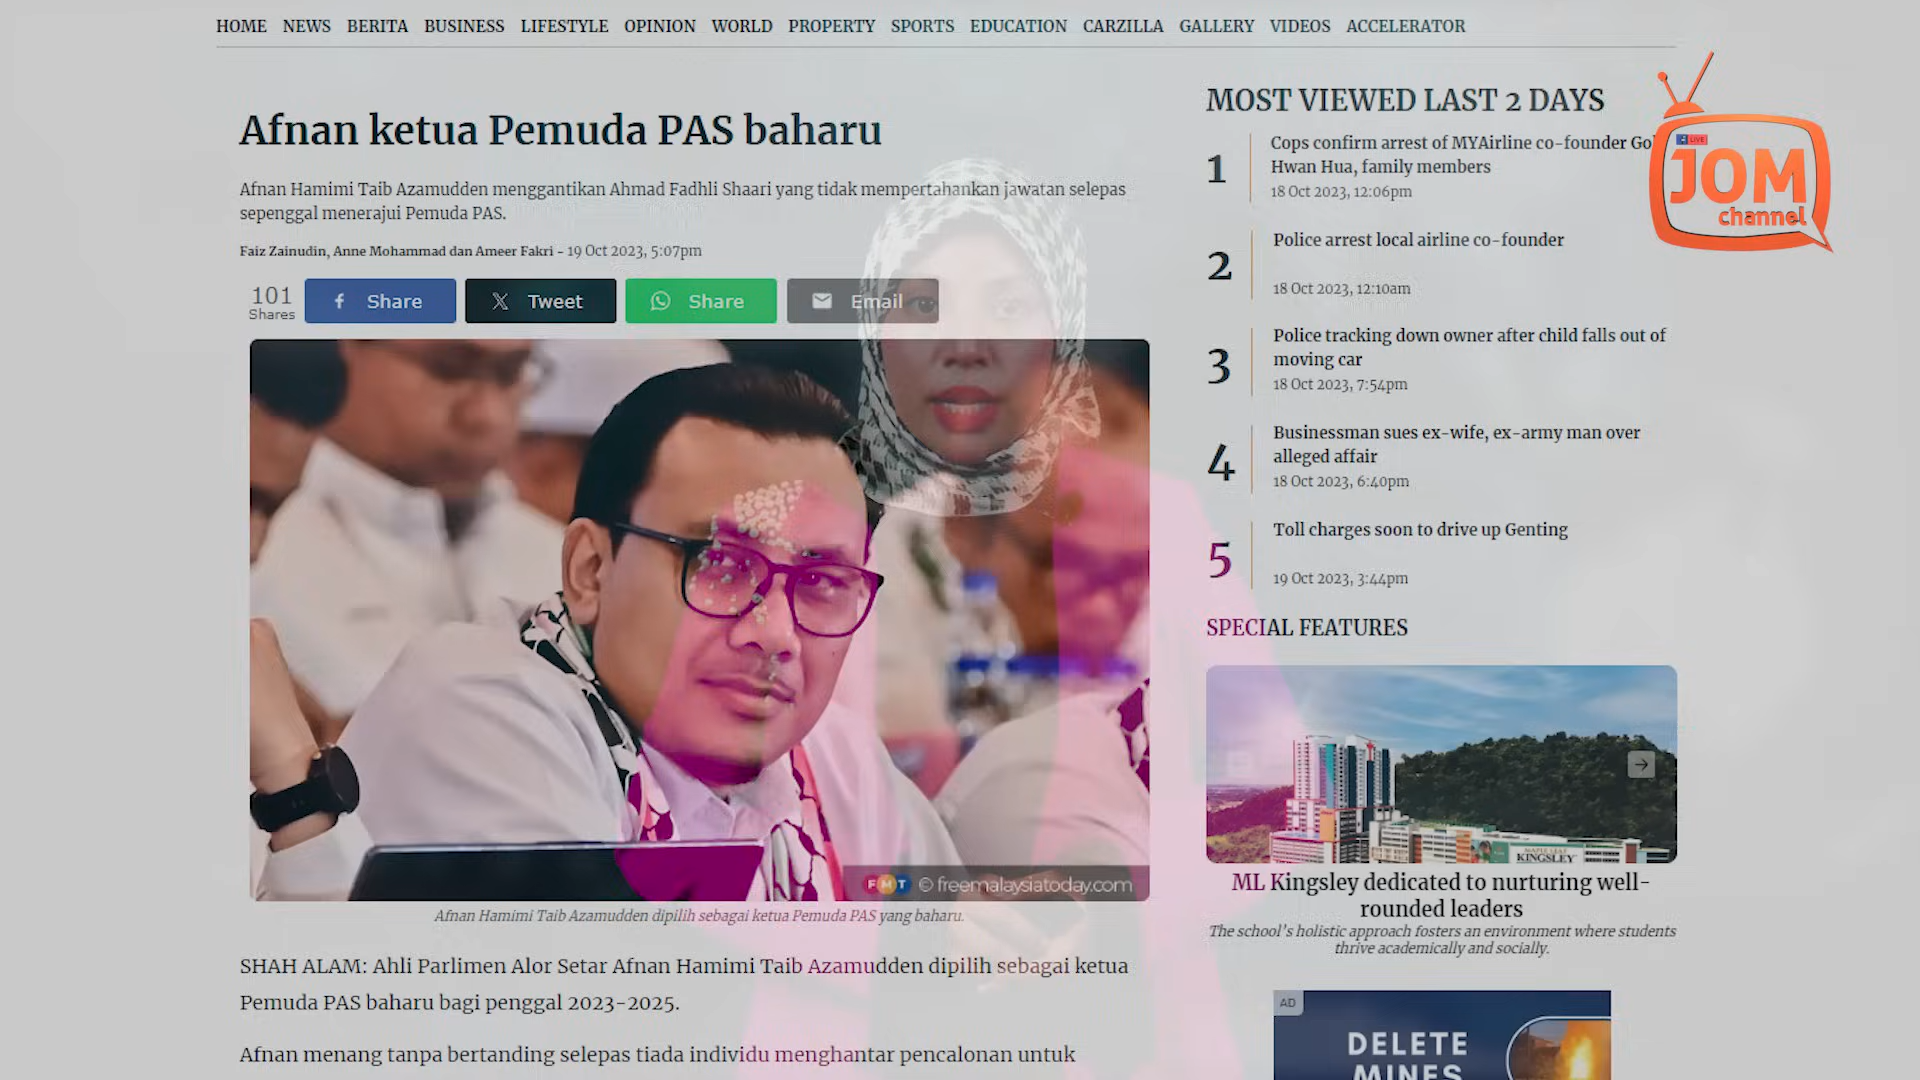 HOME NEWS BERITA BUSINESS LIFESTYLE OPINION WORLD PROPERTY SPORTS EDUCATION CARZILLA GALLERY VIDEOS ACCELERATOR
Afnan ketua Pemuda PAS baharu
Afnan Hamimi Taib Azamudden menggantikan Ahmad Fadhli Shaari yang tidak mempertahankan jawatan selepas
sepenggal menerajui Pemuda PAS.
Faiz Zainudin, Anne Mohammad dan Ameer Fakri - 19 Oct 2023, 5:07pm
101
Shares
Share
Tweet
Share
Email
FMT © freemalaysiatoday.com
Afnan Hamimi Taib Azamudden dipilih sebagai ketua Pemuda PAS yang baharu.
SHAH ALAM: Ahli Parlimen Alor Setar Afnan Hamimi Taib Azamudden dipilih sebagai ketua
Pemuda PAS baharu bagi penggal 2023-2025.
Afnan menang tanpa bertanding selepas tiada individu menghantar pencalonan untuk
MOST VIEWED LAST 2 DAYS
1
Cops confirm arrest of MYAirline co-founder
Hwan Hua, family members
18 Oct 2023, 12:06pm
2
Police arrest local airline co-founder
18 Oct 2023, 12:10am
3
Police tracking down owner after child falls out of
moving car
18 Oct 2023, 7:54pm
4
Businessman sues ex-wife, ex-army man over
alleged affair
18 Oct 2023, 6:40pm
5
Toll charges soon to drive up Genting
19 Oct 2023, 3:44pm
SPECIAL FEATURES
KINGSLEY
ML Kingsley dedicated to nurturing well-
rounded leaders
The school's holistic approach fosters an environment where students
thrive academically and socially.
AD
DELETE
MINES
LIVE
JOM
channel